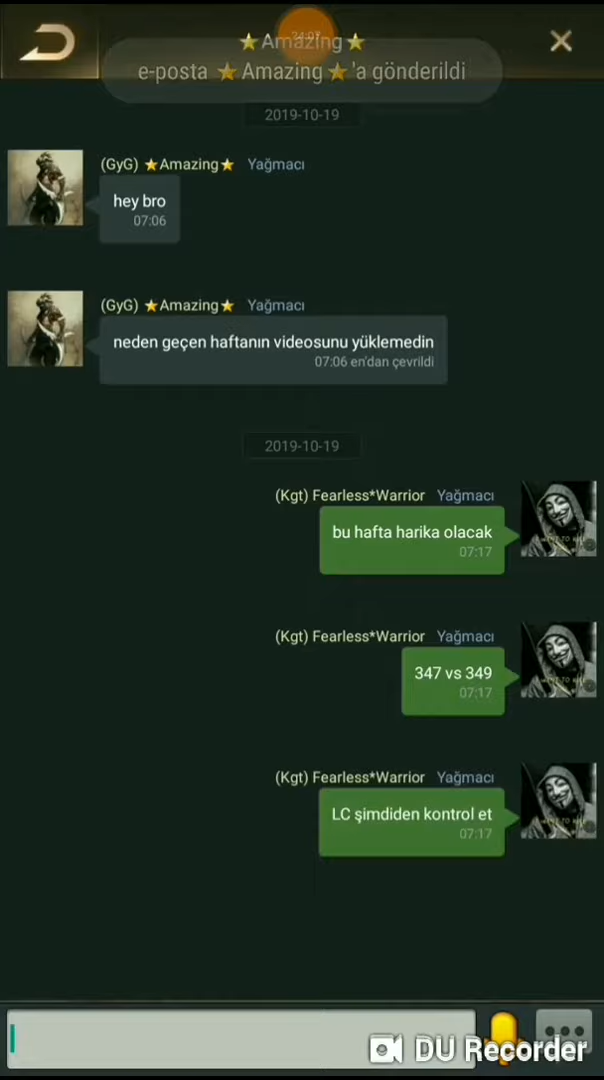 ⭐Amazing⭐
24:07
e-posta ⭐Amazing⭐'a gönderildi
2019-10-19
(GyG) ⭐Amazing⭐ Yağmacı
hey bro
07:06
(GyG) ⭐Amazing⭐ Yağmacı
neden geçen haftanın videosunu yüklemedin
07:06 en'dan çevrildi
2019-10-19
(Kgt) Fearless*Warrior Yağmacı
bu hafta harika olacak
07:17
(Kgt) Fearless*Warrior Yağmacı
347 vs 349
07:17
(Kgt) Fearless*Warrior Yağmacı
LC şimdiden kontrol et
07:17
DU Recorder